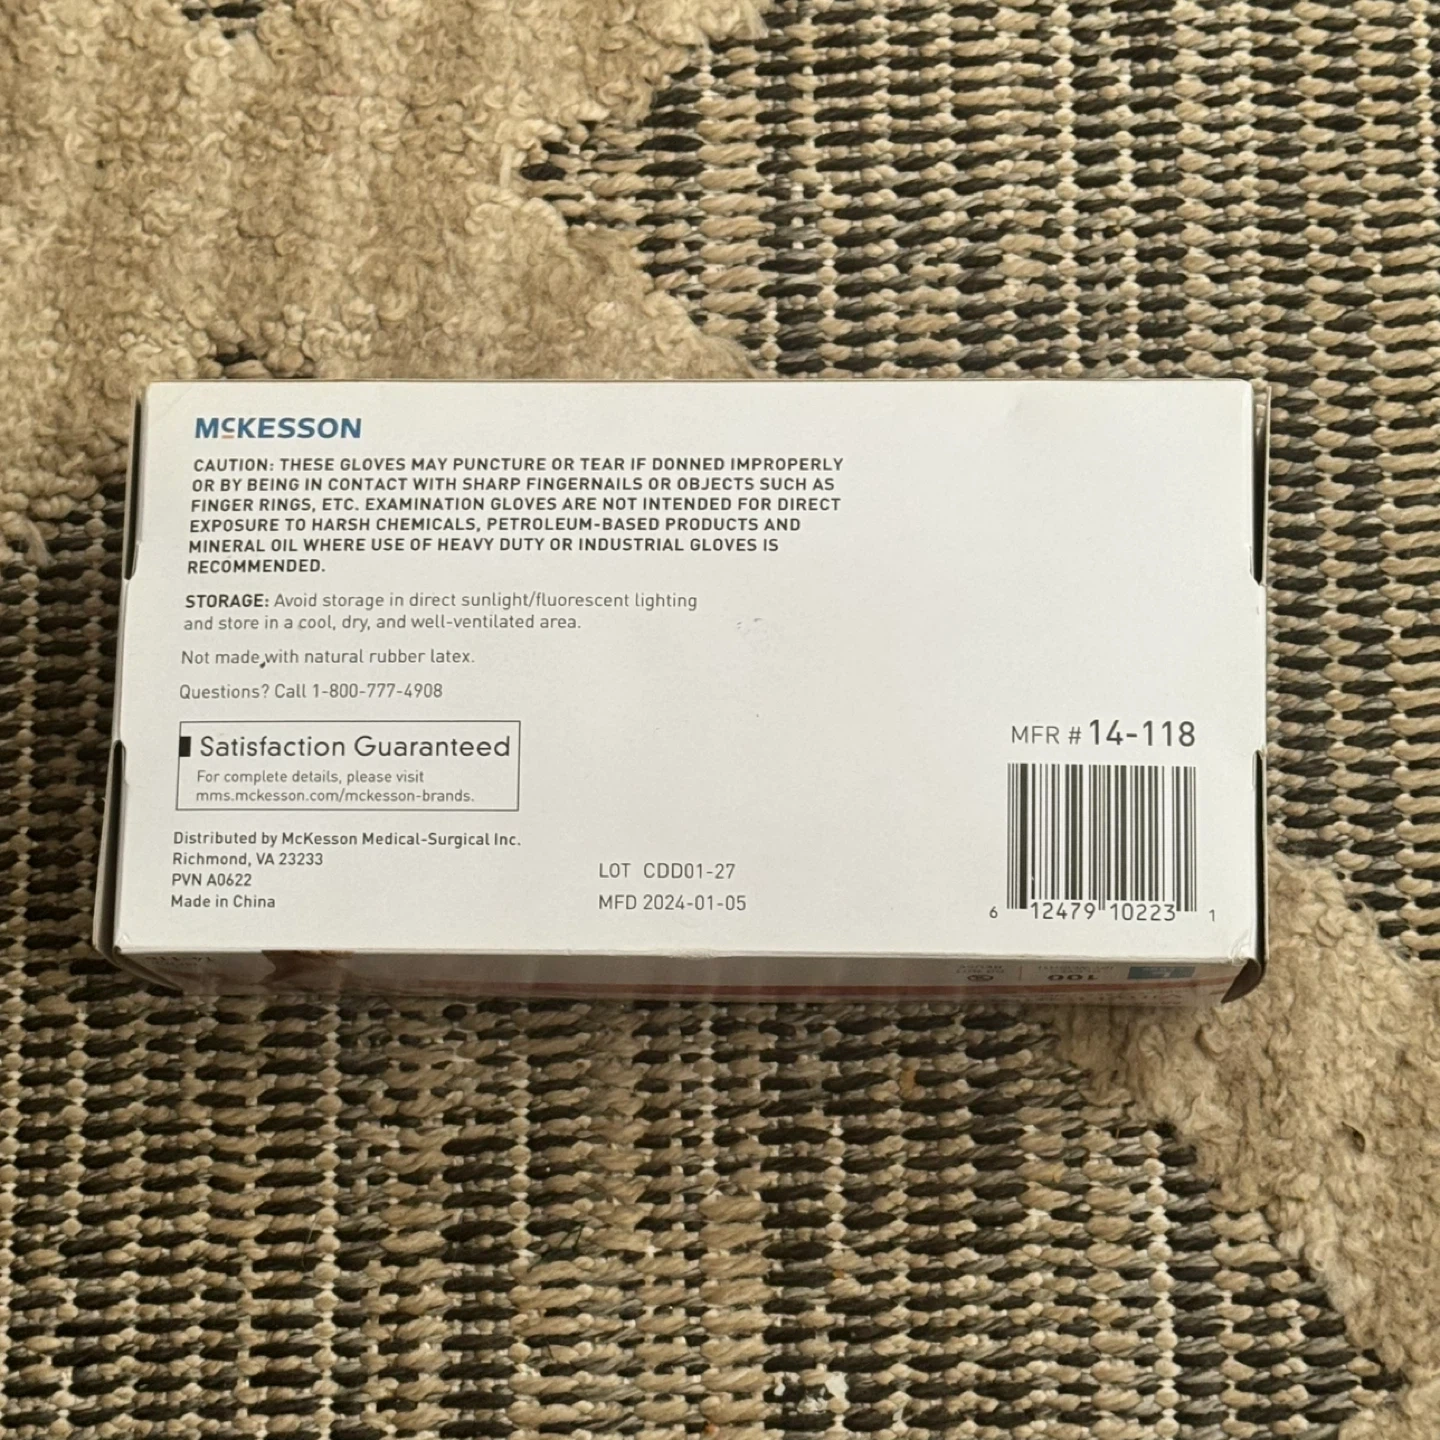 McKESSON
CAUTION: THESE GLOVES MAY PUNCTURE OR TEAR IF DONNED IMPROPERLY
OR BY BEING IN CONTACT WITH SHARP FINGERNAILS OR OBJECTS SUCH AS
FINGER RINGS, ETC. EXAMINATION GLOVES ARE NOT INTENDED FOR DIRECT
EXPOSURE TO HARSH CHEMICALS, PETROLEUM-BASED PRODUCTS AND
MINERAL OIL WHERE USE OF HEAVY DUTY OR INDUSTRIAL GLOVES IS
RECOMMENDED.
STORAGE: Avoid storage in direct sunlight/fluorescent lighting
and store in a cool, dry, and well-ventilated area.
Not made with natural rubber latex.
Questions? Call 1-800-777-4908
Satisfaction Guaranteed
For complete details, please visit
mms.mckesson.com/mckesson-brands.
Distributed by McKesson Medical-Surgical Inc.
Richmond, VA 23233
PVN A0622
Made in China
LOT CDD01-27
MFD 2024-01-05
MFR # 14-118
6 12479 10223 1
14-118
100